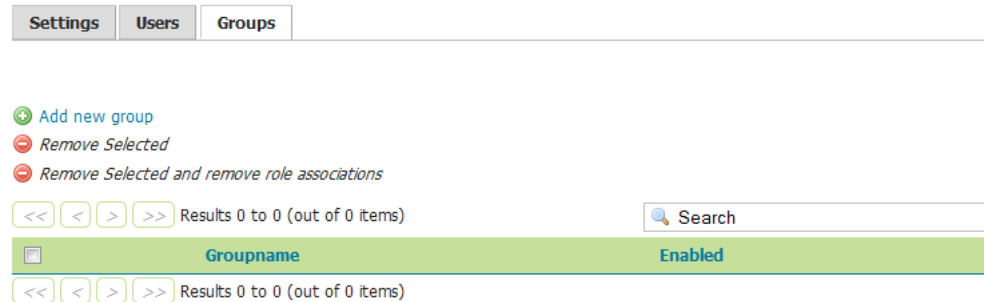 Settings Users Groups
Add new group
Remove Selected
Remove Selected and remove role associations
<< < > >> Results 0 to 0 (out of 0 items) Search
Groupname Enabled
<< < > >> Results 0 to 0 (out of 0 items)